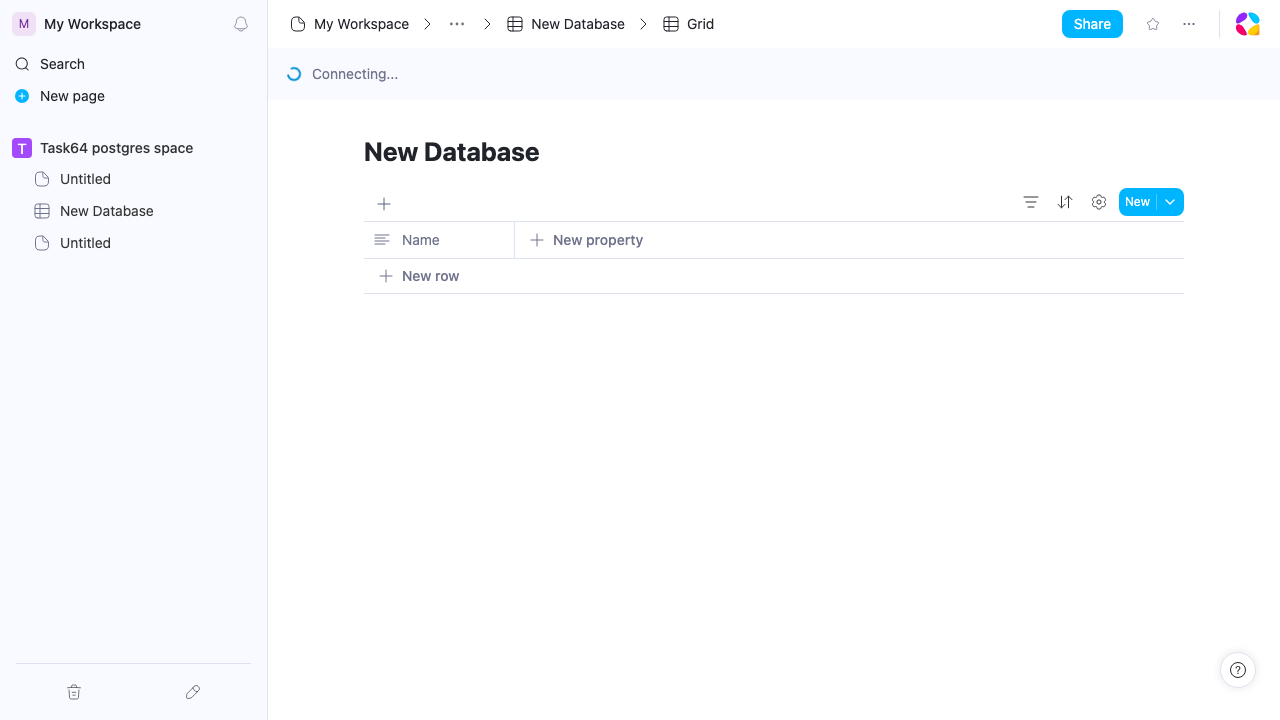 M My Workspace
Search
New page
T Task64 postgres space
Untitled
New Database
Untitled
My Workspace > ··· > New Database > Grid
Share
Connecting...
New Database
New
Name
New property
New row
?